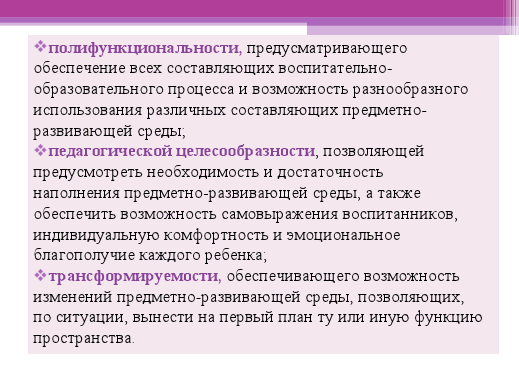 ❖полифункциональности, предусматривающего
обеспечение всех составляющих воспитательно-
образовательного процесса и возможность разнообразного
использования различных составляющих предметно-
развивающей среды;
❖педагогической целесообразности, позволяющей
предусмотреть необходимость и достаточность
наполнения предметно-развивающей среды, а также
обеспечить возможность самовыражения воспитанников,
индивидуальную комфортность и эмоциональное
благополучие каждого ребенка;
❖трансформируемости, обеспечивающего возможность
изменений предметно-развивающей среды, позволяющих,
по ситуации, вынести на первый план ту или иную функцию
пространства.